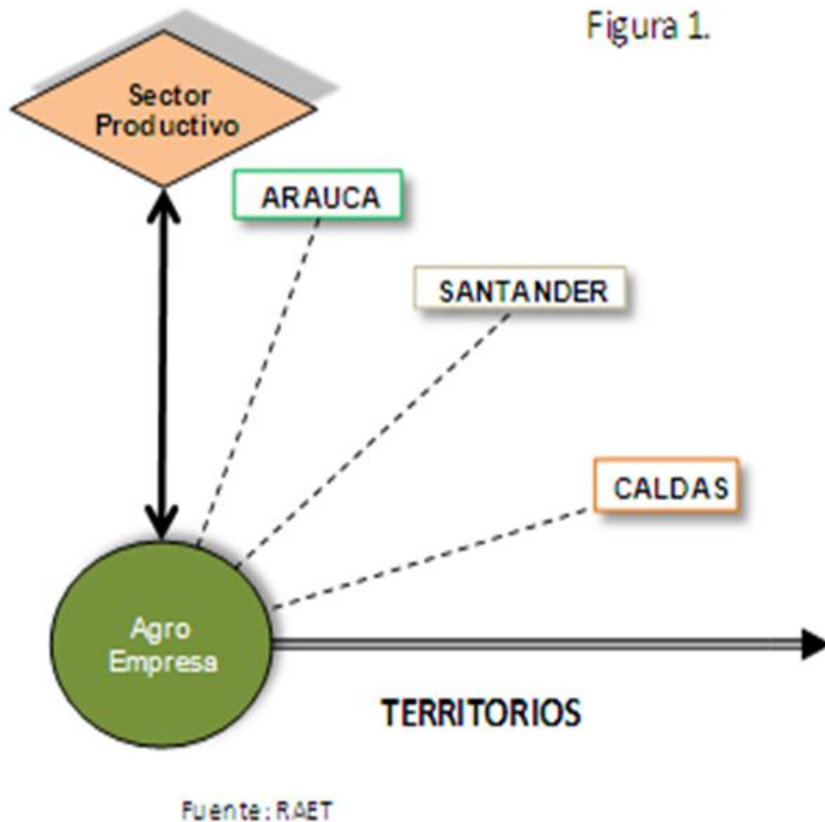 Figura 1.
Sector
Productivo
ARAUCA
SANTANDER
CALDAS
Agro
Empresa
TERRITORIOS
Fuente: RAET